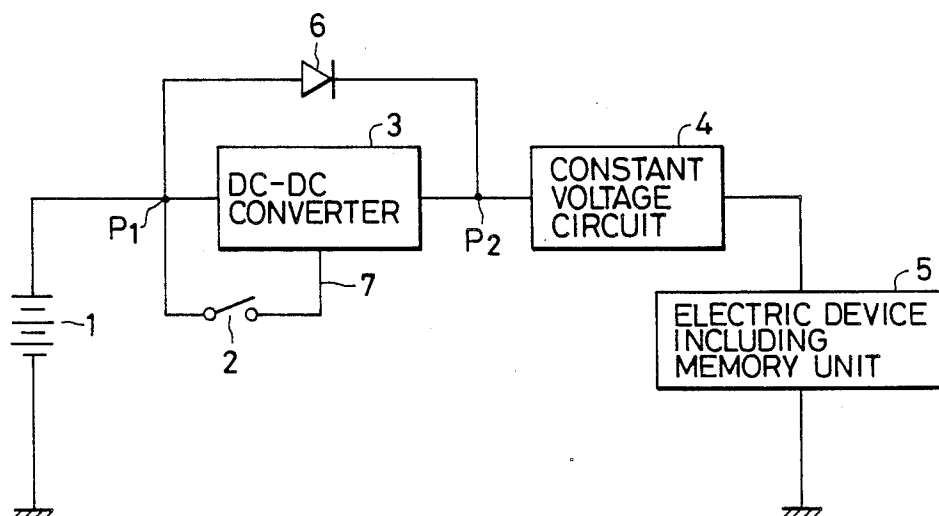 6
3
4
DC-DC
CONVERTER
CONSTANT
VOLTAGE
CIRCUIT
P1
P2
7
5
1
2
ELECTRIC DEVICE
INCLUDING
MEMORY UNIT